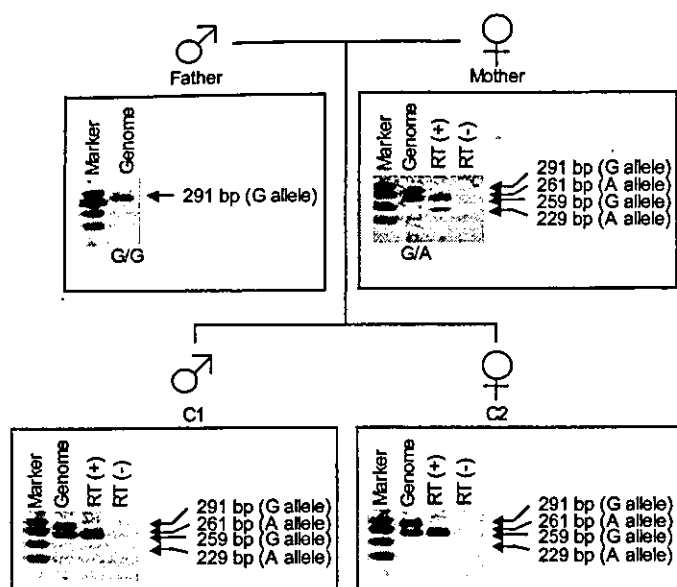 Father
Mother
Marker
Genome
291 bp (G allele)
G/G
Marker
Genome
RT (+)
RT (-)
291 bp (G allele)
261 bp (A allele)
259 bp (G allele)
229 bp (A allele)
G/A
C1
C2
Marker
Genome
RT (+)
RT (-)
291 bp (G allele)
261 bp (A allele)
259 bp (G allele)
229 bp (A allele)
Marker
Genome
RT (+)
RT (-)
291 bp (G allele)
261 bp (A allele)
259 bp (G allele)
229 bp (A allele)